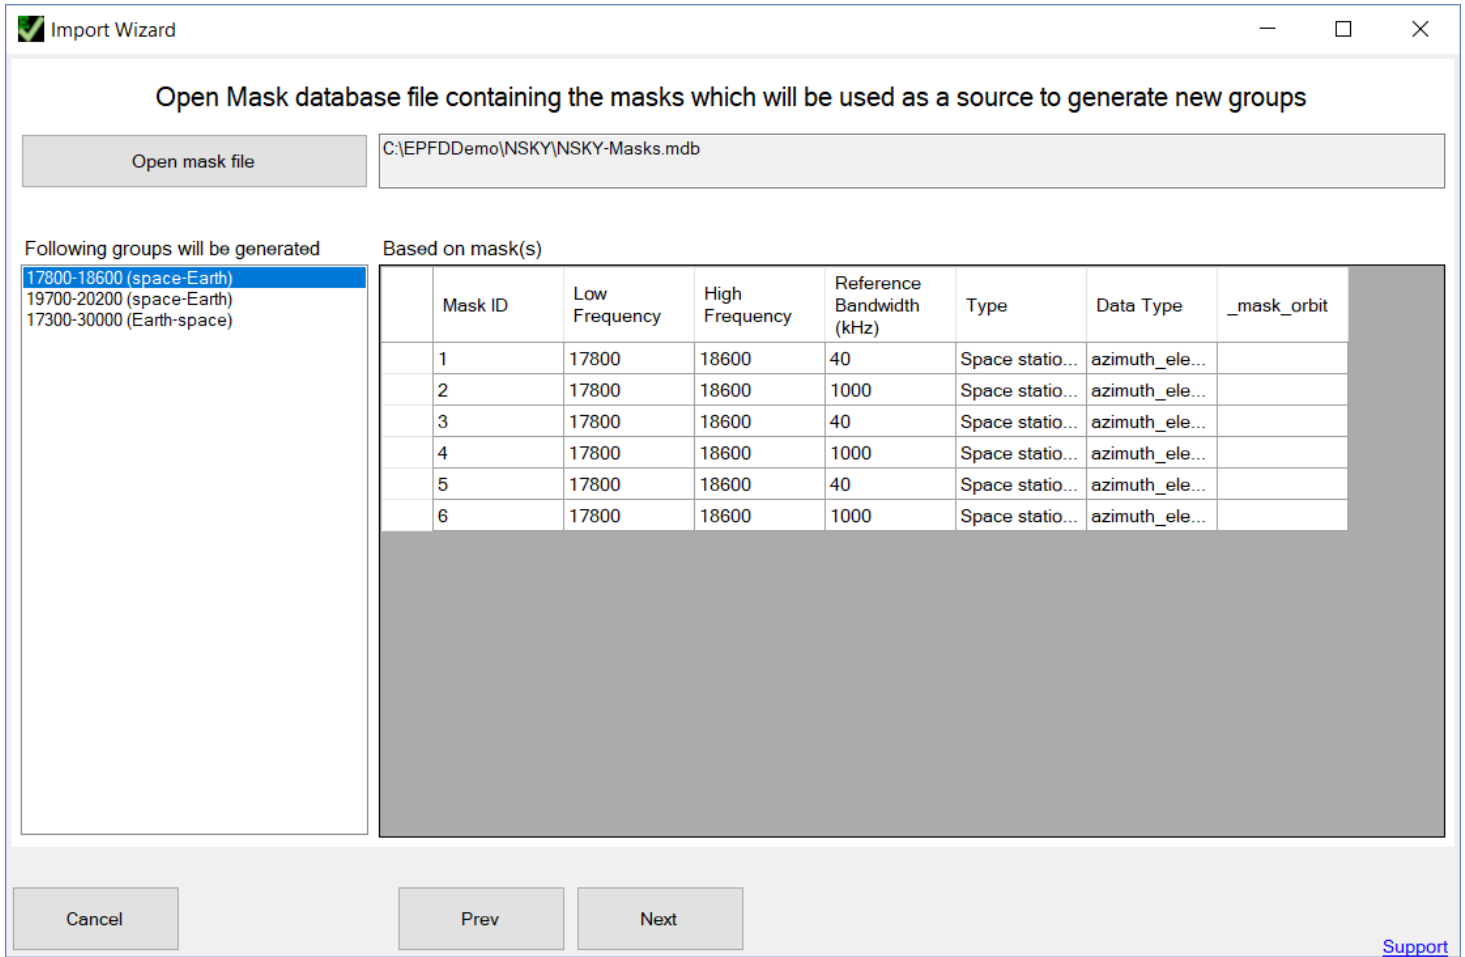 Import Wizard
Open Mask database file containing the masks which will be used as a source to generate new groups
Open mask file
C:\EPFDDemo\NSKY\NSKY-Masks.mdb
Following groups will be generated
17800-18600 (space-Earth)
19700-20200 (space-Earth)
17300-30000 (Earth-space)
Based on mask(s)
Mask ID Low Frequency High Frequency Reference Bandwidth (kHz) Type Data Type _mask_orbit
1 17800 18600 40 Space statio... azimuth_ele...
2 17800 18600 1000 Space statio... azimuth_ele...
3 17800 18600 40 Space statio... azimuth_ele...
4 17800 18600 1000 Space statio... azimuth_ele...
5 17800 18600 40 Space statio... azimuth_ele...
6 17800 18600 1000 Space statio... azimuth_ele...
Cancel
Prev
Next
Support